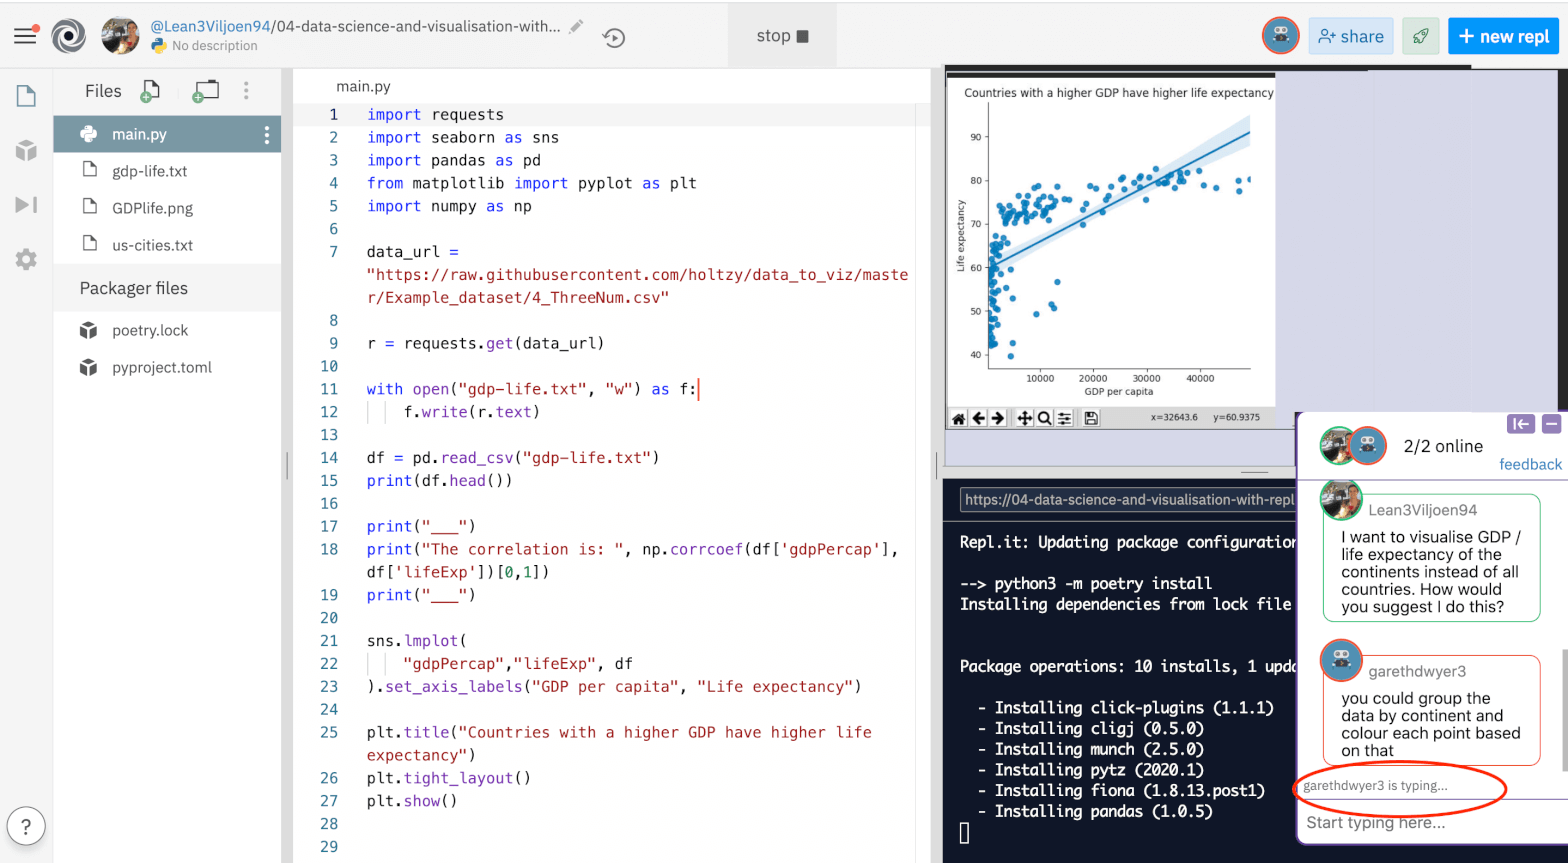 @Lean3Viljoen94/04-data-science-and-visualisation-with...
No description
stop
share
+ new repl
Files
main.py
gdp-life.txt
GDPlife.png
us-cities.txt
Packager files
poetry.lock
pyproject.toml
?
main.py
1 import requests
2 import seaborn as sns
3 import pandas as pd
4 from matplotlib import pyplot as plt
5 import numpy as np
6
7 data_url =
"https://raw.githubusercontent.com/holtzy/data_to_viz/maste
r/Example_dataset/4_ThreeNum.csv"
8
9 r = requests.get(data_url)
10
11 with open("gdp-life.txt", "w") as f:
12 f.write(r.text)
13
14 df = pd.read_csv("gdp-life.txt")
15 print(df.head())
16
17 print("___")
18 print("The correlation is: ", np.corrcoef(df['gdpPercap'],
df['lifeExp'])[0,1])
19 print("___")
20
21 sns.lmplot(
22 "gdpPercap","lifeExp", df
23 ).set_axis_labels("GDP per capita", "Life expectancy")
24
25 plt.title("Countries with a higher GDP have higher life
expectancy")
26 plt.tight_layout()
27 plt.show()
28
29
Countries with a higher GDP have higher life expectancy
90
80
70
60
50
40
Life expectancy
10000 20000 30000 40000
GDP per capita
x=32643.6 y=60.9375
https://04-data-science-and-visualisation-with-repl
Repl.it: Updating package configuration
--> python3 -m poetry install
Installing dependencies from lock file
Package operations: 10 installs, 1 upda
- Installing click-plugins (1.1.1)
- Installing cligj (0.5.0)
- Installing munch (2.5.0)
- Installing pytz (2020.1)
- Installing fiona (1.8.13.post1)
- Installing pandas (1.0.5)
2/2 online
feedback
Lean3Viljoen94
I want to visualise GDP /
life expectancy of the
continents instead of all
countries. How would
you suggest I do this?
garethdwyer3
you could group the
data by continent and
colour each point based
on that
garethdwyer3 is typing...
Start typing here...